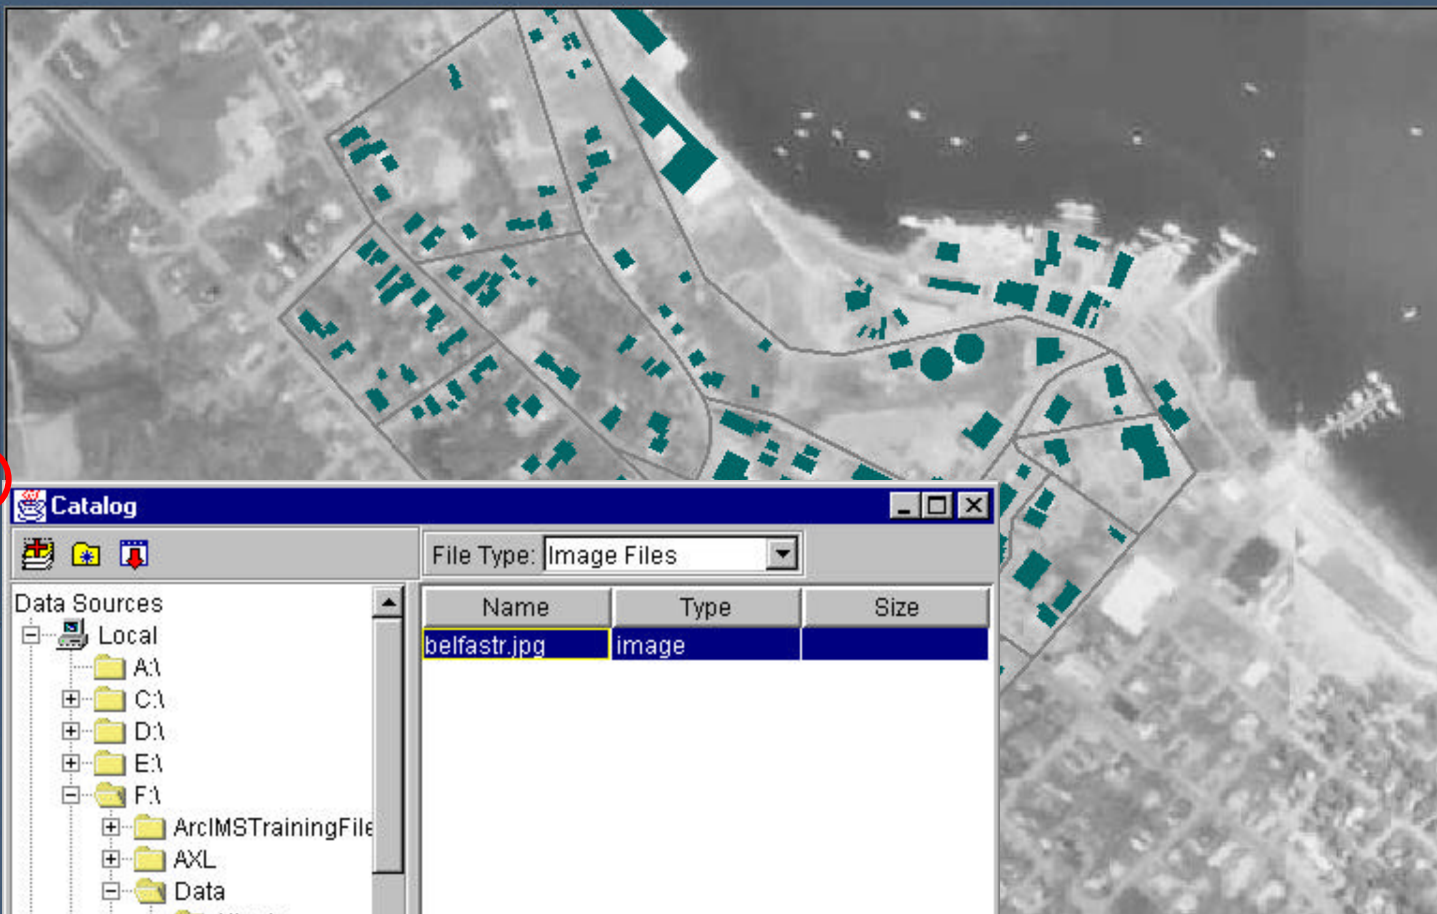 Catalog
File Type: Image Files
Data Sources
Name Type Size
Local
belfastr.jpg image
A:\
C:\
D:\
E:\
F:\
ArcIMSTrainingFile
AXL
Data